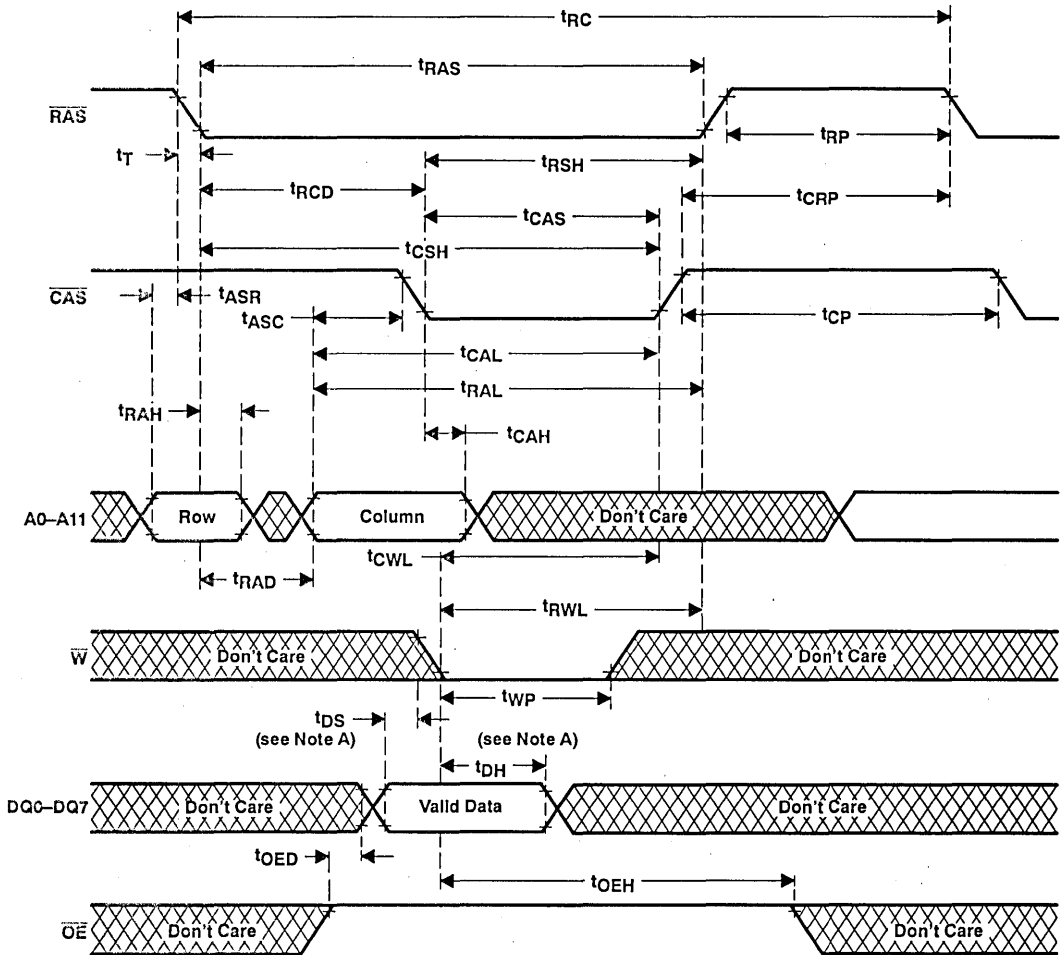 tRC
tRAS
RAS
tRP
tT
tRSH
tRCD
tCRP
tCAS
tCSH
CAS
tASR
tASC
tCP
tCAL
tRAL
tRAH
tCAH
A0–A11
Row
Column
Don't Care
tCWL
tRAD
tRWL
W
Don't Care
Don't Care
tWP
tDS
(see Note A)
(see Note A)
tDH
DQ0–DQ7
Don't Care
Valid Data
Don't Care
tOED
tOEH
OE
Don't Care
Don't Care